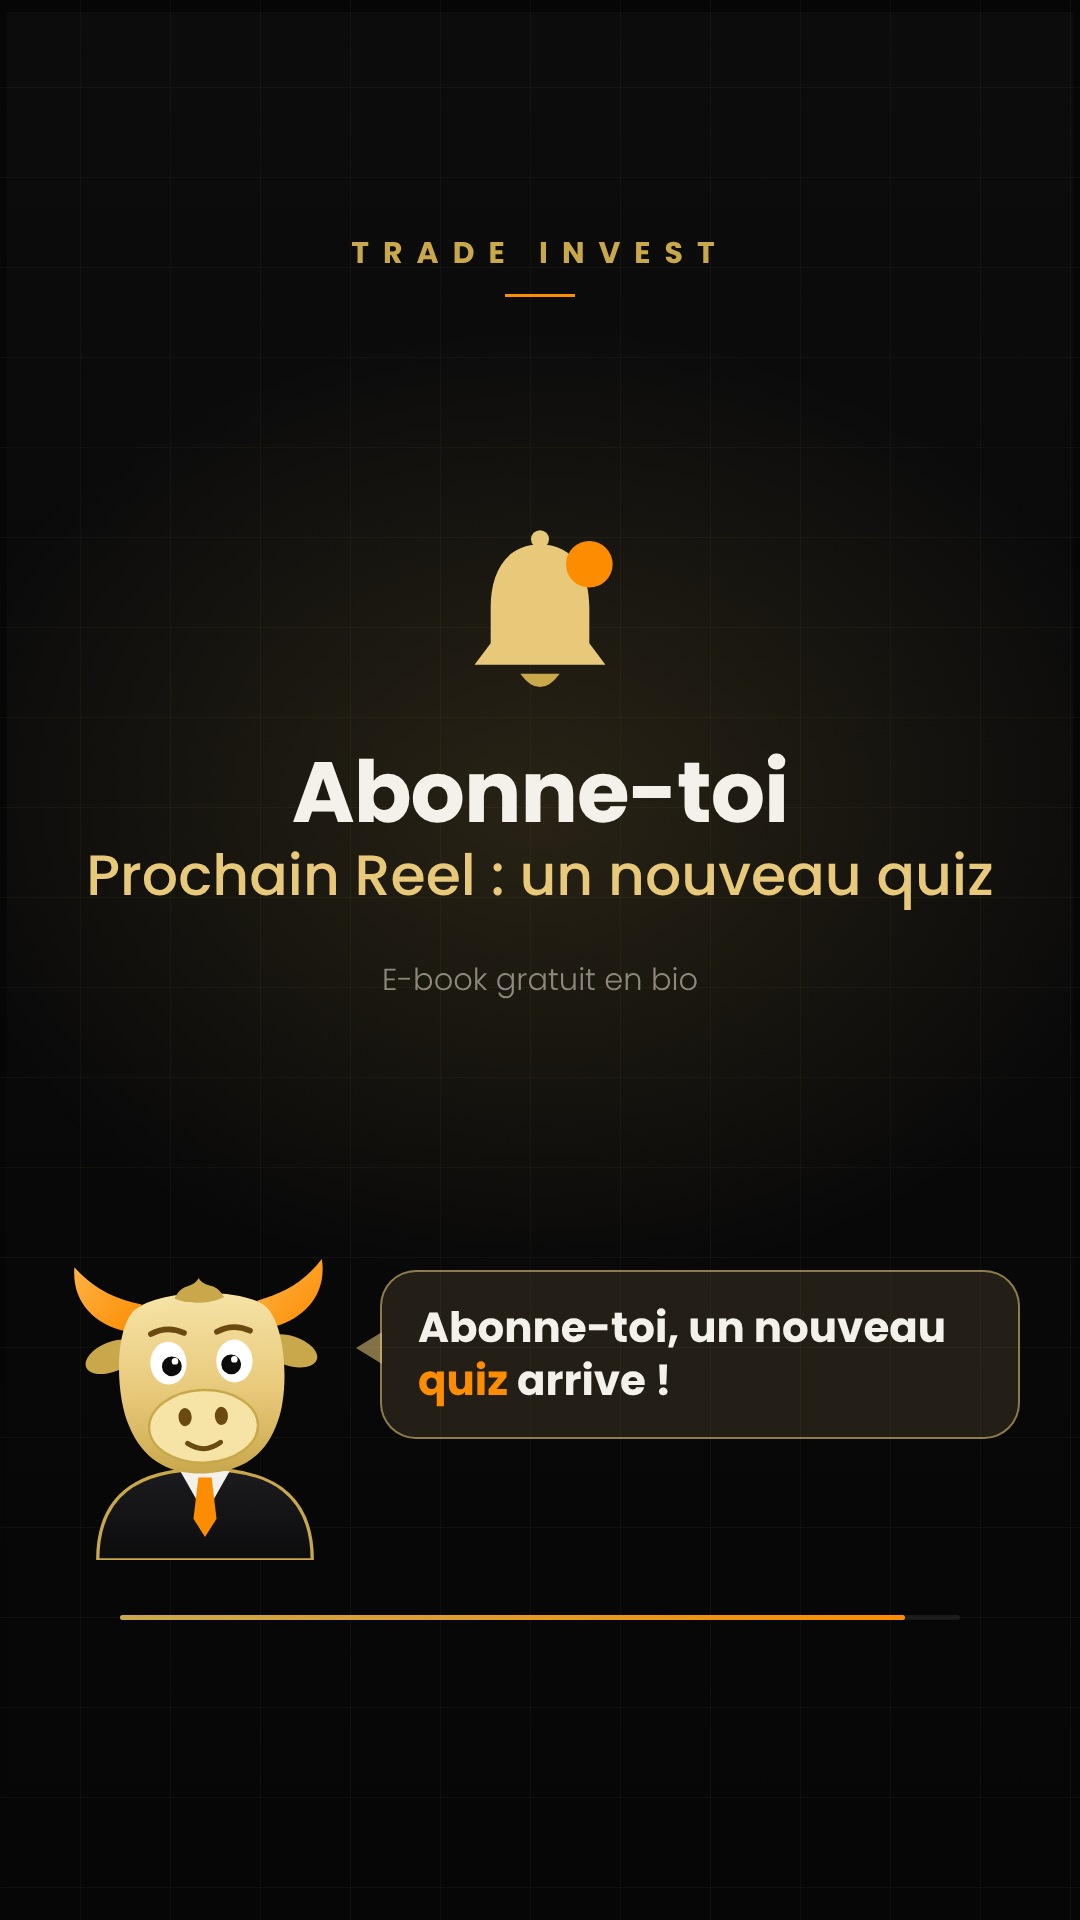 TRADE INVEST
Abonne-toi
Prochain Reel : un nouveau quiz
E-book gratuit en bio
Abonne-toi, un nouveau
quiz arrive !